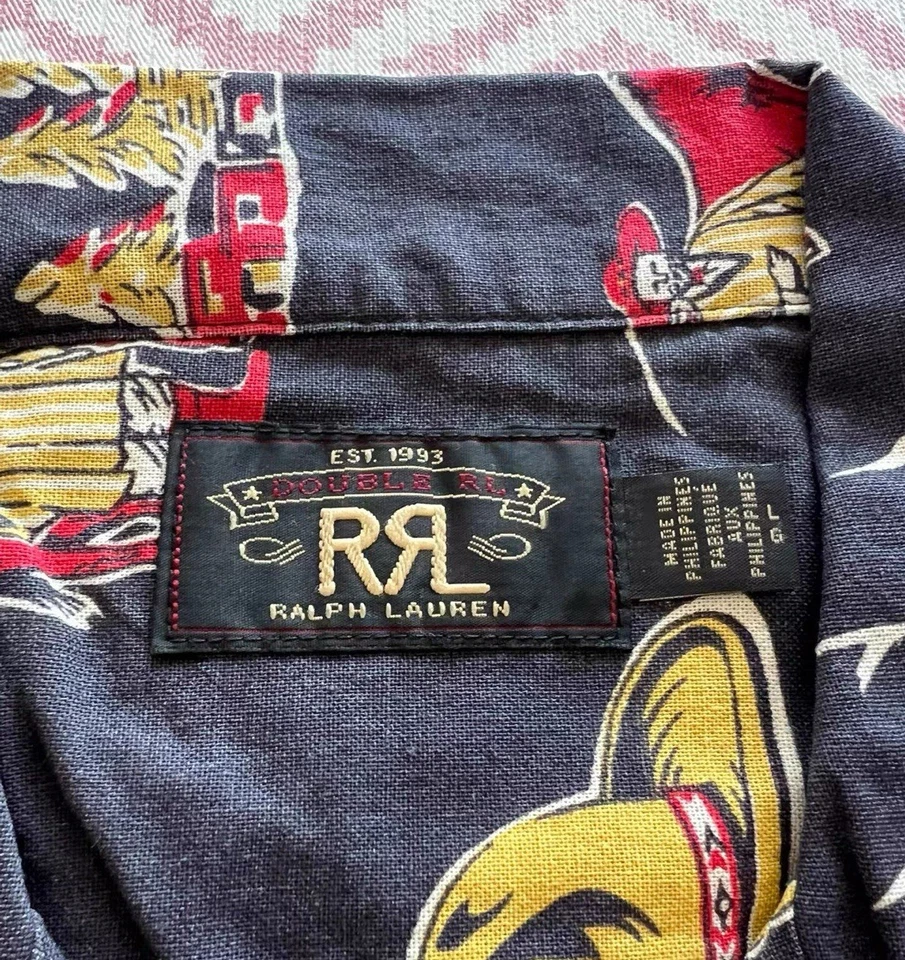 EST. 1993
DOUBLE RL
RRL
RALPH LAUREN
MADE IN
PHILIPPINES
FABRIQUE
AUX
PHILIPPINES